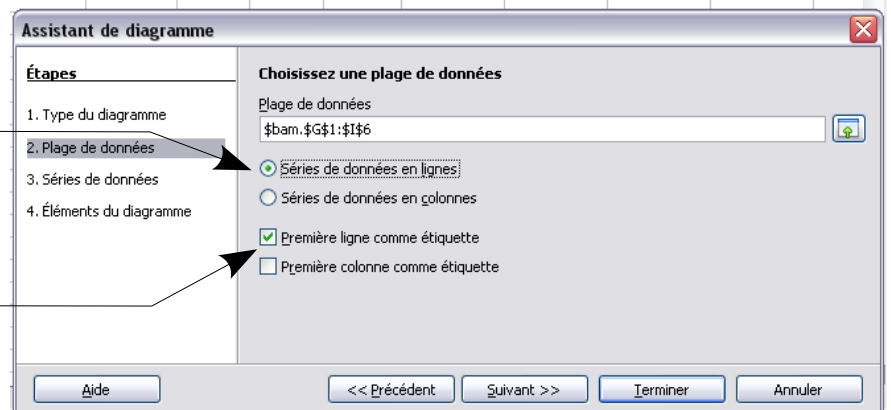 Assistant de diagramme
Étapes
1. Type du diagramme
2. Plage de données
3. Séries de données
4. Éléments du diagramme
Choisissez une plage de données
Plage de données
$bam.$G$1:$I$6
Séries de données en lignes
Séries de données en colonnes
Première ligne comme étiquette
Première colonne comme étiquette
Aide
<< Précédent
Suivant >>
Terminer
Annuler